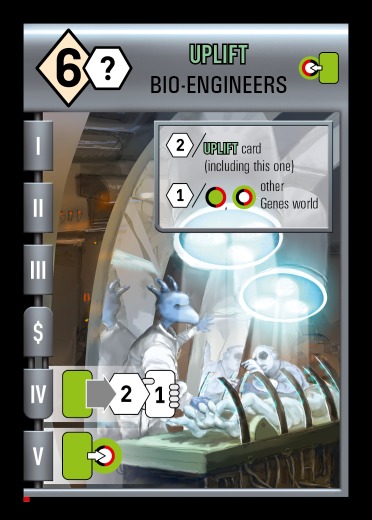 6 ?
UPLIFT
BIO-ENGINEERS
2 / UPLIFT card
(including this one)
1 / , other
Genes world
I
II
III
$
IV 2 1
V